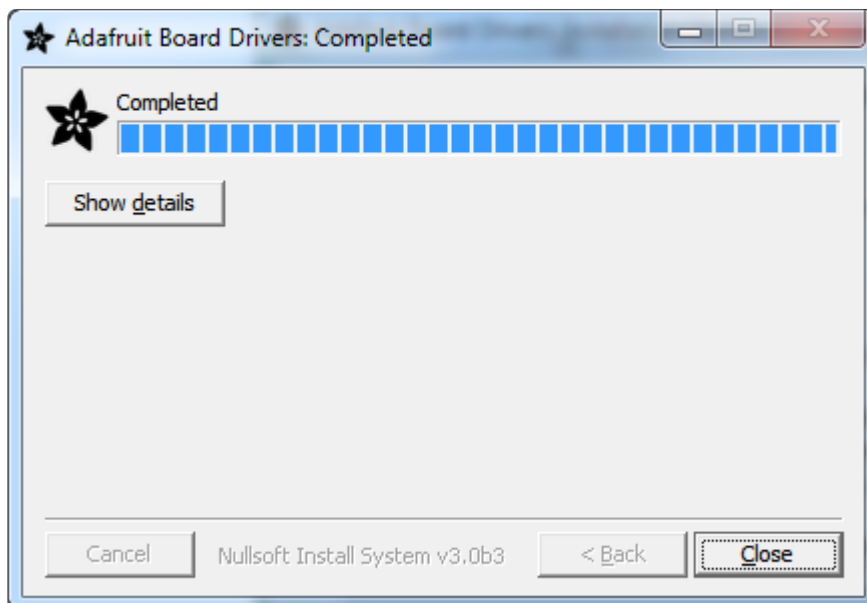 Adafruit Board Drivers: Completed
Completed
Show details
Cancel
Nullsoft Install System v3.0b3
< Back
Close